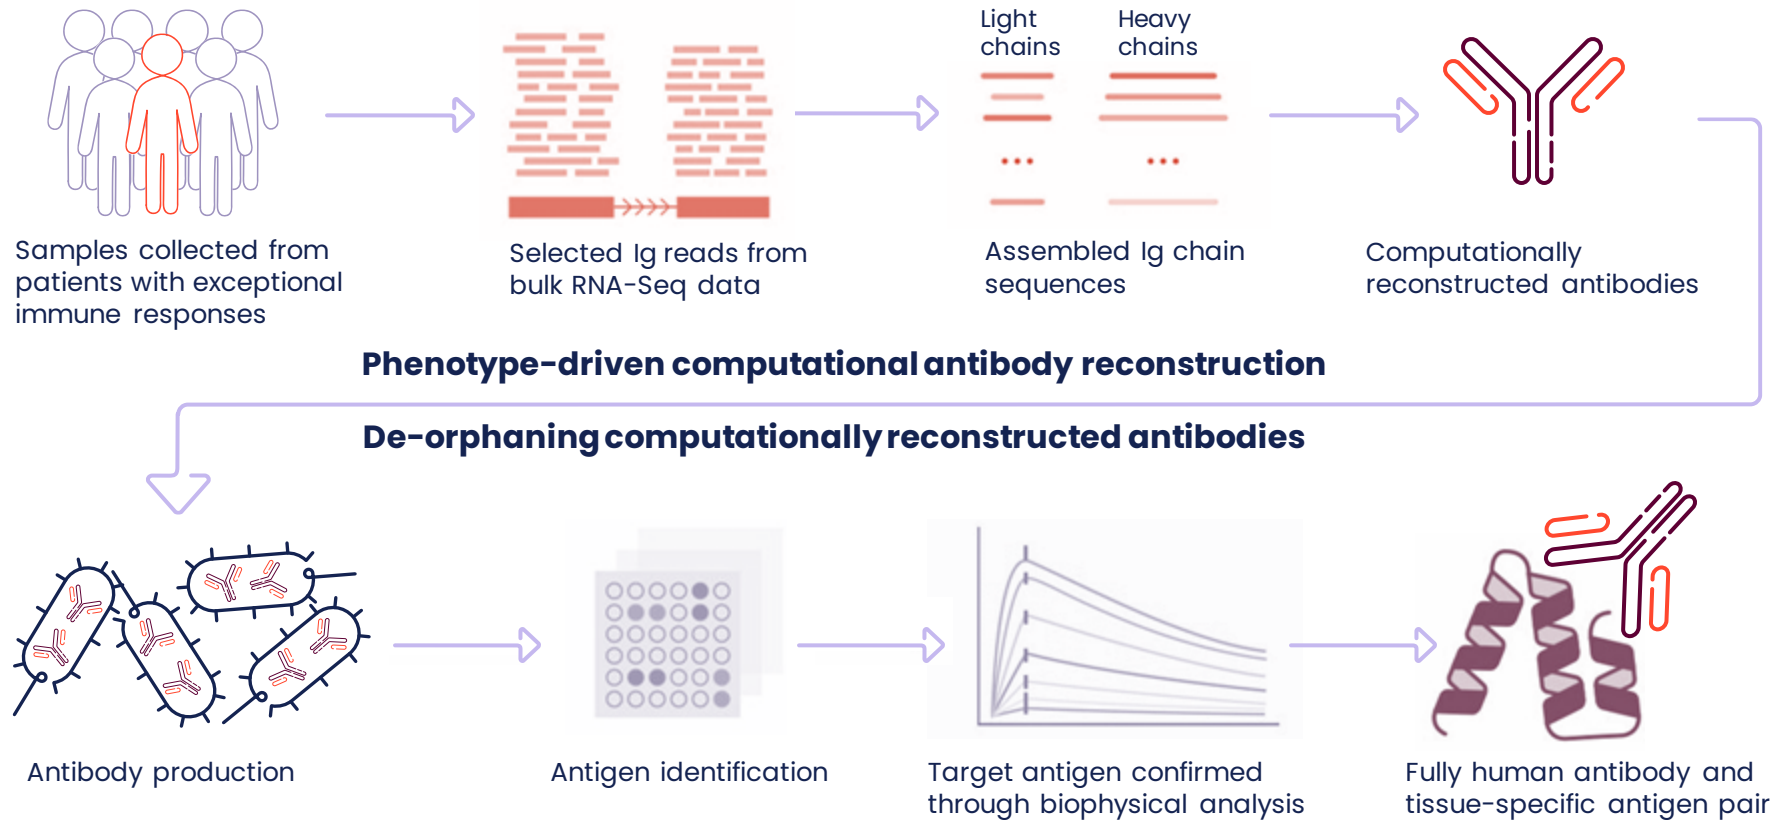 Light
chains
Heavy
chains
Samples collected from
patients with exceptional
immune responses
Selected Ig reads from
bulk RNA-Seq data
Assembled Ig chain
sequences
Computationally
reconstructed antibodies
Phenotype-driven computational antibody reconstruction
De-orphaning computationally reconstructed antibodies
Antibody production
Antigen identification
Target antigen confirmed
through biophysical analysis
Fully human antibody and
tissue-specific antigen pair